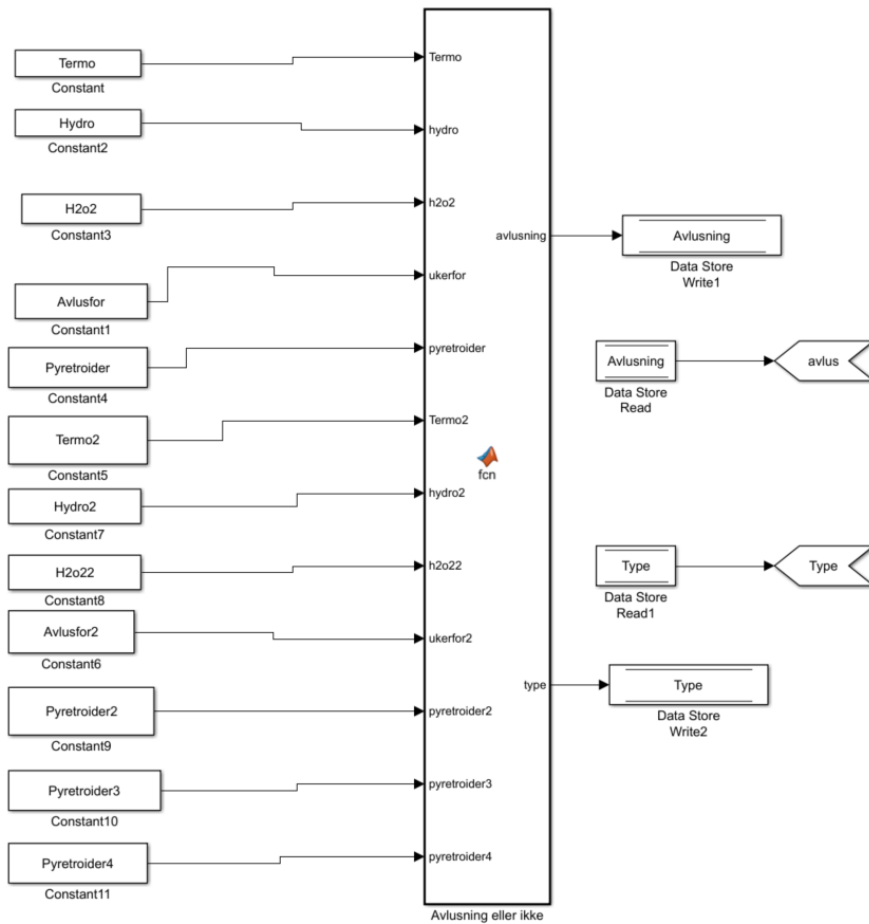 Termo
Constant
Hydro
Constant2
H2o2
Constant3
Avlusfor
Constant1
Pyretroider
Constant4
Termo2
Constant5
Hydro2
Constant7
H2o22
Constant8
Avlusfor2
Constant6
Pyretroider2
Constant9
Pyretroider3
Constant10
Pyretroider4
Constant11
Termo
hydro
h2o2
ukerfor
pyretroider
Termo2
hydro2
h2o22
ukerfor2
pyretroider2
pyretroider3
pyretroider4
fcn
avlusning
type
Avlusning eller ikke
Avlusning
Data Store
Write1
Avlusning
Data Store
Read
avlus
Type
Data Store
Read1
Type
Type
Data Store
Write2